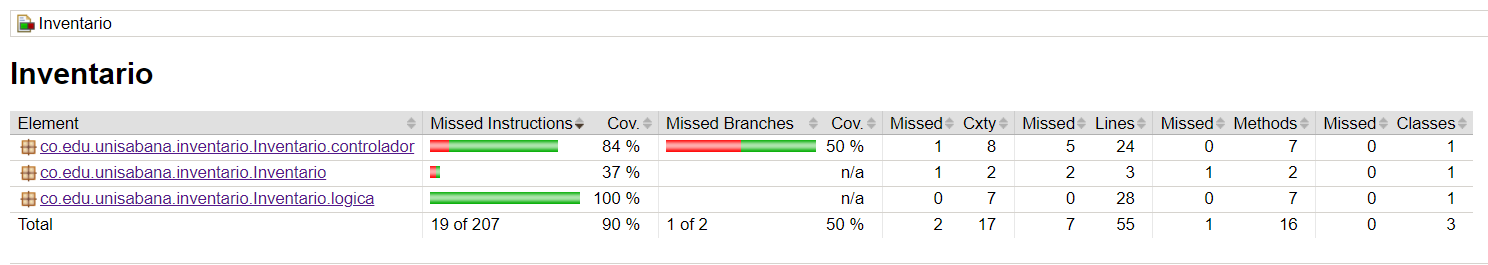 Inventario
Inventario
Element Missed Instructions Cov. Missed Branches Cov. Missed Cxty Missed Lines Missed Methods Missed Classes
co.edu.unisabana.inventario.Inventario.controlador 84 % 50 % 1 8 5 24 0 7 0 1
co.edu.unisabana.inventario.Inventario 37 % n/a 1 2 2 3 1 2 0 1
co.edu.unisabana.inventario.Inventario.logica 100 % n/a 0 7 0 28 0 7 0 1
Total 19 of 207 90 % 1 of 2 50 % 2 17 7 55 1 16 0 3